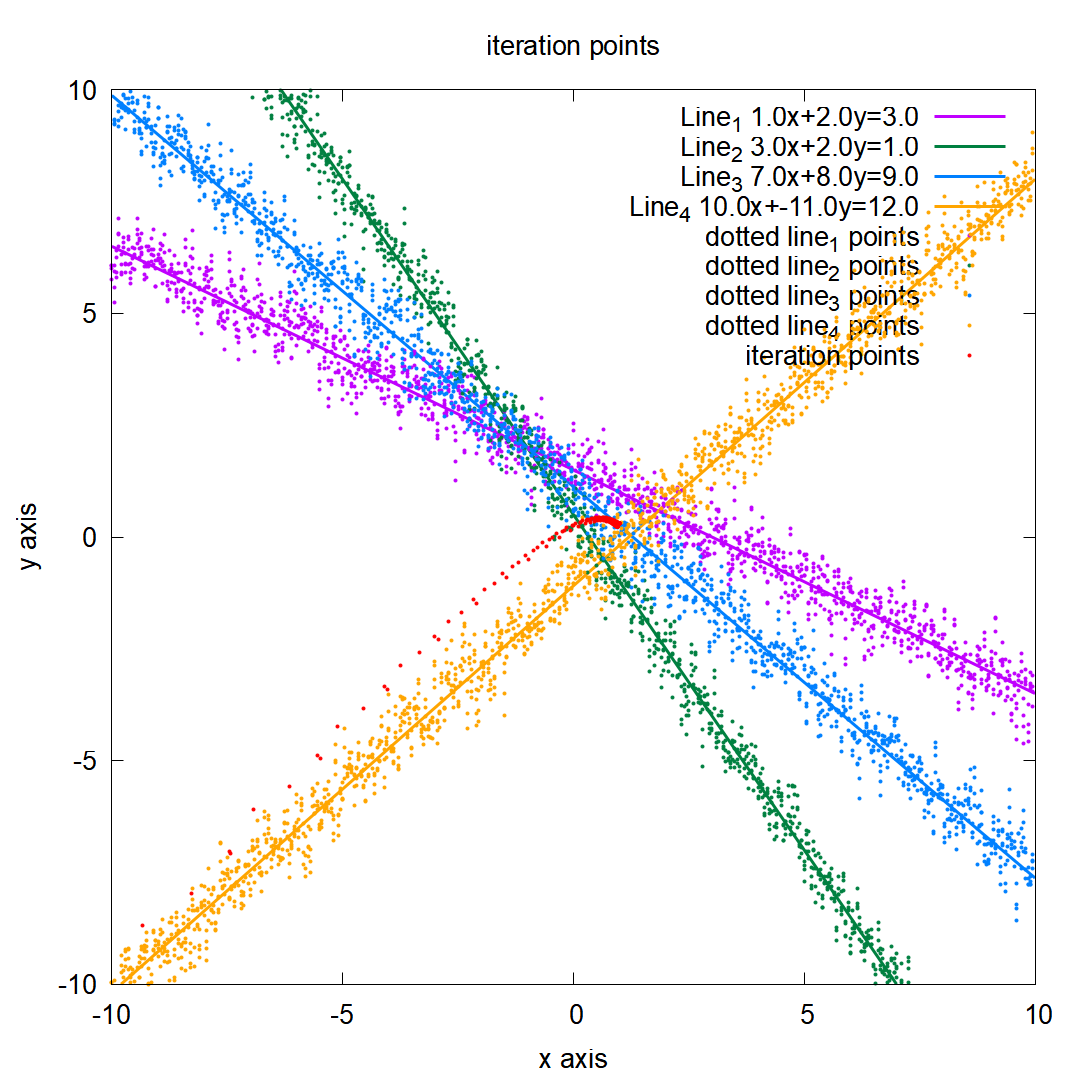 iteration points
10
5
0
-5
-10
y axis
Line1 1.0x+2.0y=3.0
Line2 3.0x+2.0y=1.0
Line3 7.0x+8.0y=9.0
Line4 10.0x+-11.0y=12.0
dotted line1 points
dotted line2 points
dotted line3 points
dotted line4 points
iteration points
-10 -5 0 5 10
x axis